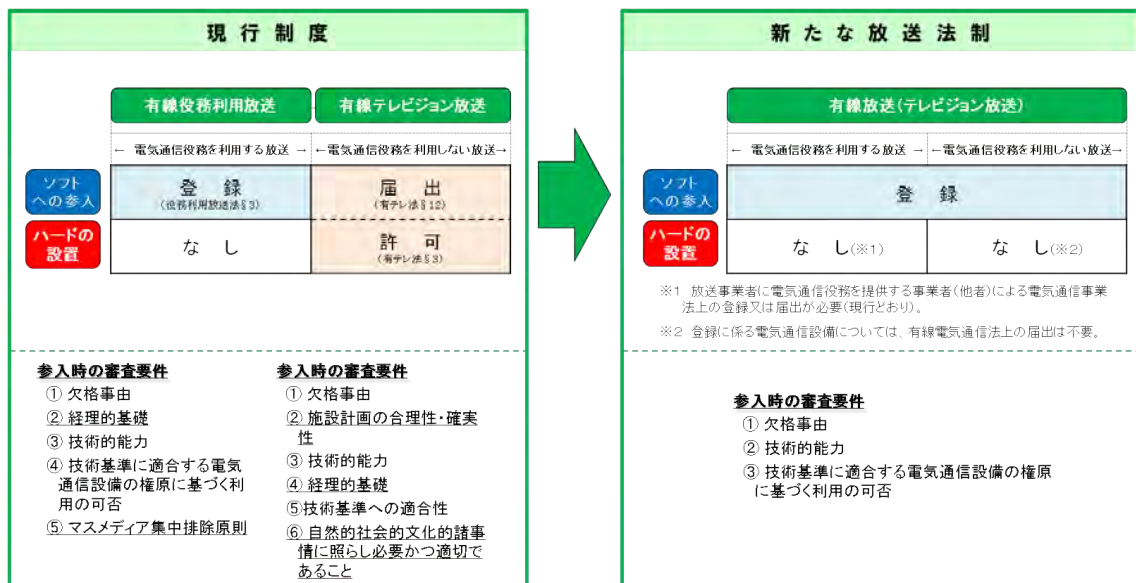 現行制度
有線役務利用放送
有線テレビジョン放送
← 電気通信役務を利用する放送 →
←電気通信役務を利用しない放送→
ソフト
への参入
登 録
(役務利用放送法§3)
届 出
(有テレ法§12)
ハードの
設置
な し
許 可
(有テレ法§3)
参入時の審査要件
① 欠格事由
② 経理的基礎
③ 技術的能力
④ 技術基準に適合する電気
通信設備の権原に基づく利
用の可否
⑤ マスメディア集中排除原則
参入時の審査要件
① 欠格事由
② 施設計画の合理性・確実
性
③ 技術的能力
④ 経理的基礎
⑤技術基準への適合性
⑥ 自然的社会的文化的諸事
情に照らし必要かつ適切で
あること
新たな放送法制
有線放送(テレビジョン放送)
← 電気通信役務を利用する放送 →
←電気通信役務を利用しない放送→
ソフト
への参入
登 録
ハードの
設置
な し(※1)
な し(※2)
※1 放送事業者に電気通信役務を提供する事業者(他者)による電気通信事業
法上の登録又は届出が必要(現行どおり)。
※2 登録に係る電気通信設備については、有線電気通信法上の届出は不要。
参入時の審査要件
① 欠格事由
② 技術的能力
③ 技術基準に適合する電気通信設備の権原
に基づく利用の可否